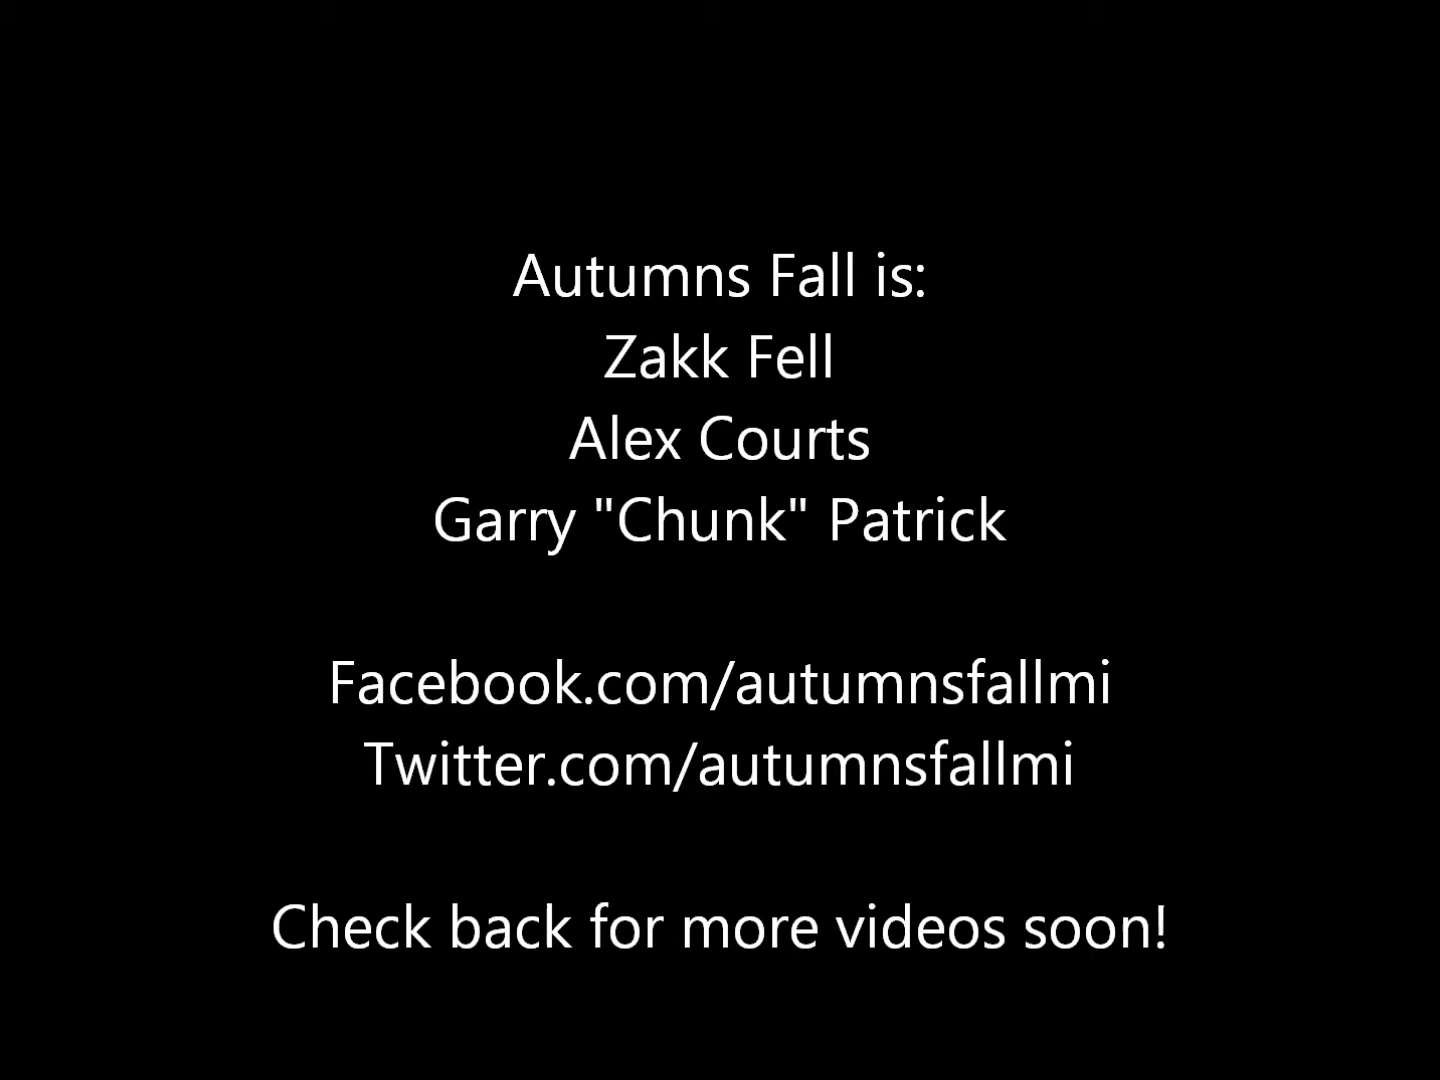 Autumns Fall is:
Zakk Fell
Alex Courts
Garry "Chunk" Patrick
Facebook.com/autumnsfallmi
Twitter.com/autumnsfallmi
Check back for more videos soon!